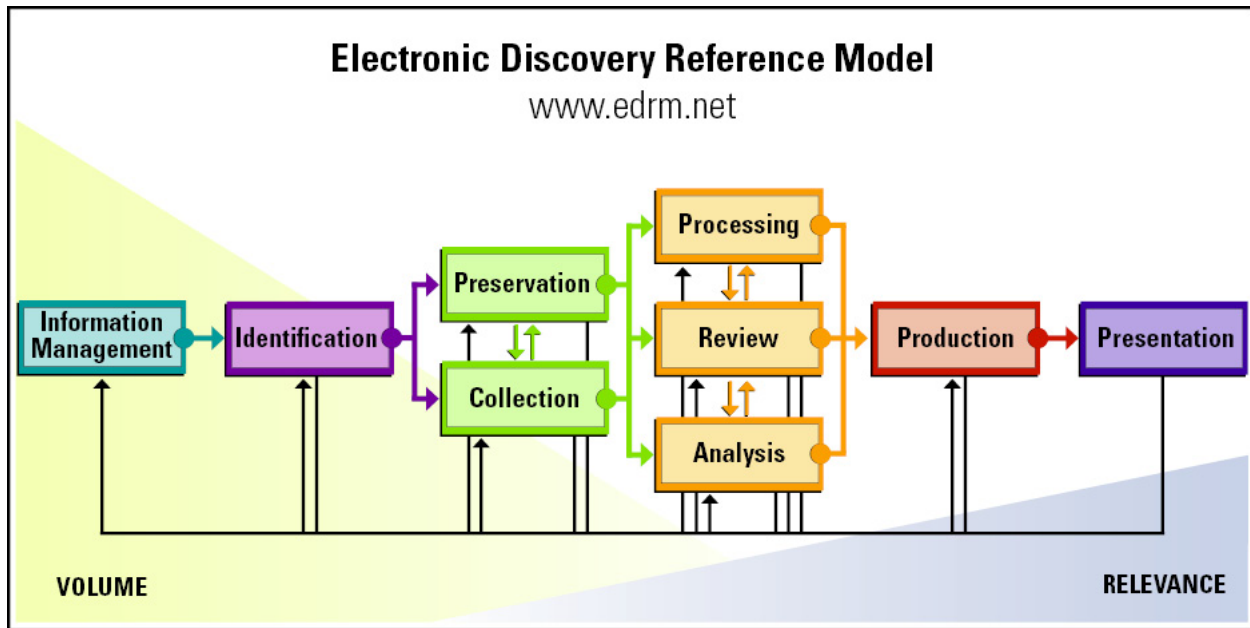 Electronic Discovery Reference Model
www.edrm.net
Information
Management
Identification
Preservation
Collection
Processing
Review
Analysis
Production
Presentation
VOLUME
RELEVANCE